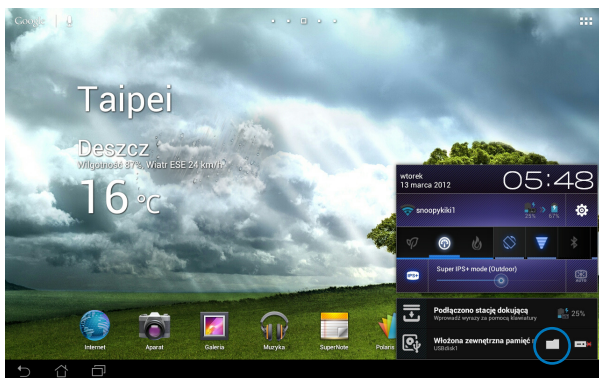 Google
Taipei
Deszcz
Wilgotność 87%, Wiatr ESE 24 km/h
16 °C
wtorek
13 marca 2012
05:48
snoopykiki1
25%
67%
IPS+
Super IPS+ mode (Outdoor)
AUTO
Podłączono stację dokującą
Wprowadź wyrazy za pomocą klawiatury
25%
Włożona zewnętrzna pamięć
USBdisk1
Internet
Aparat
Galeria
Muzyka
SuperNote
Polaris